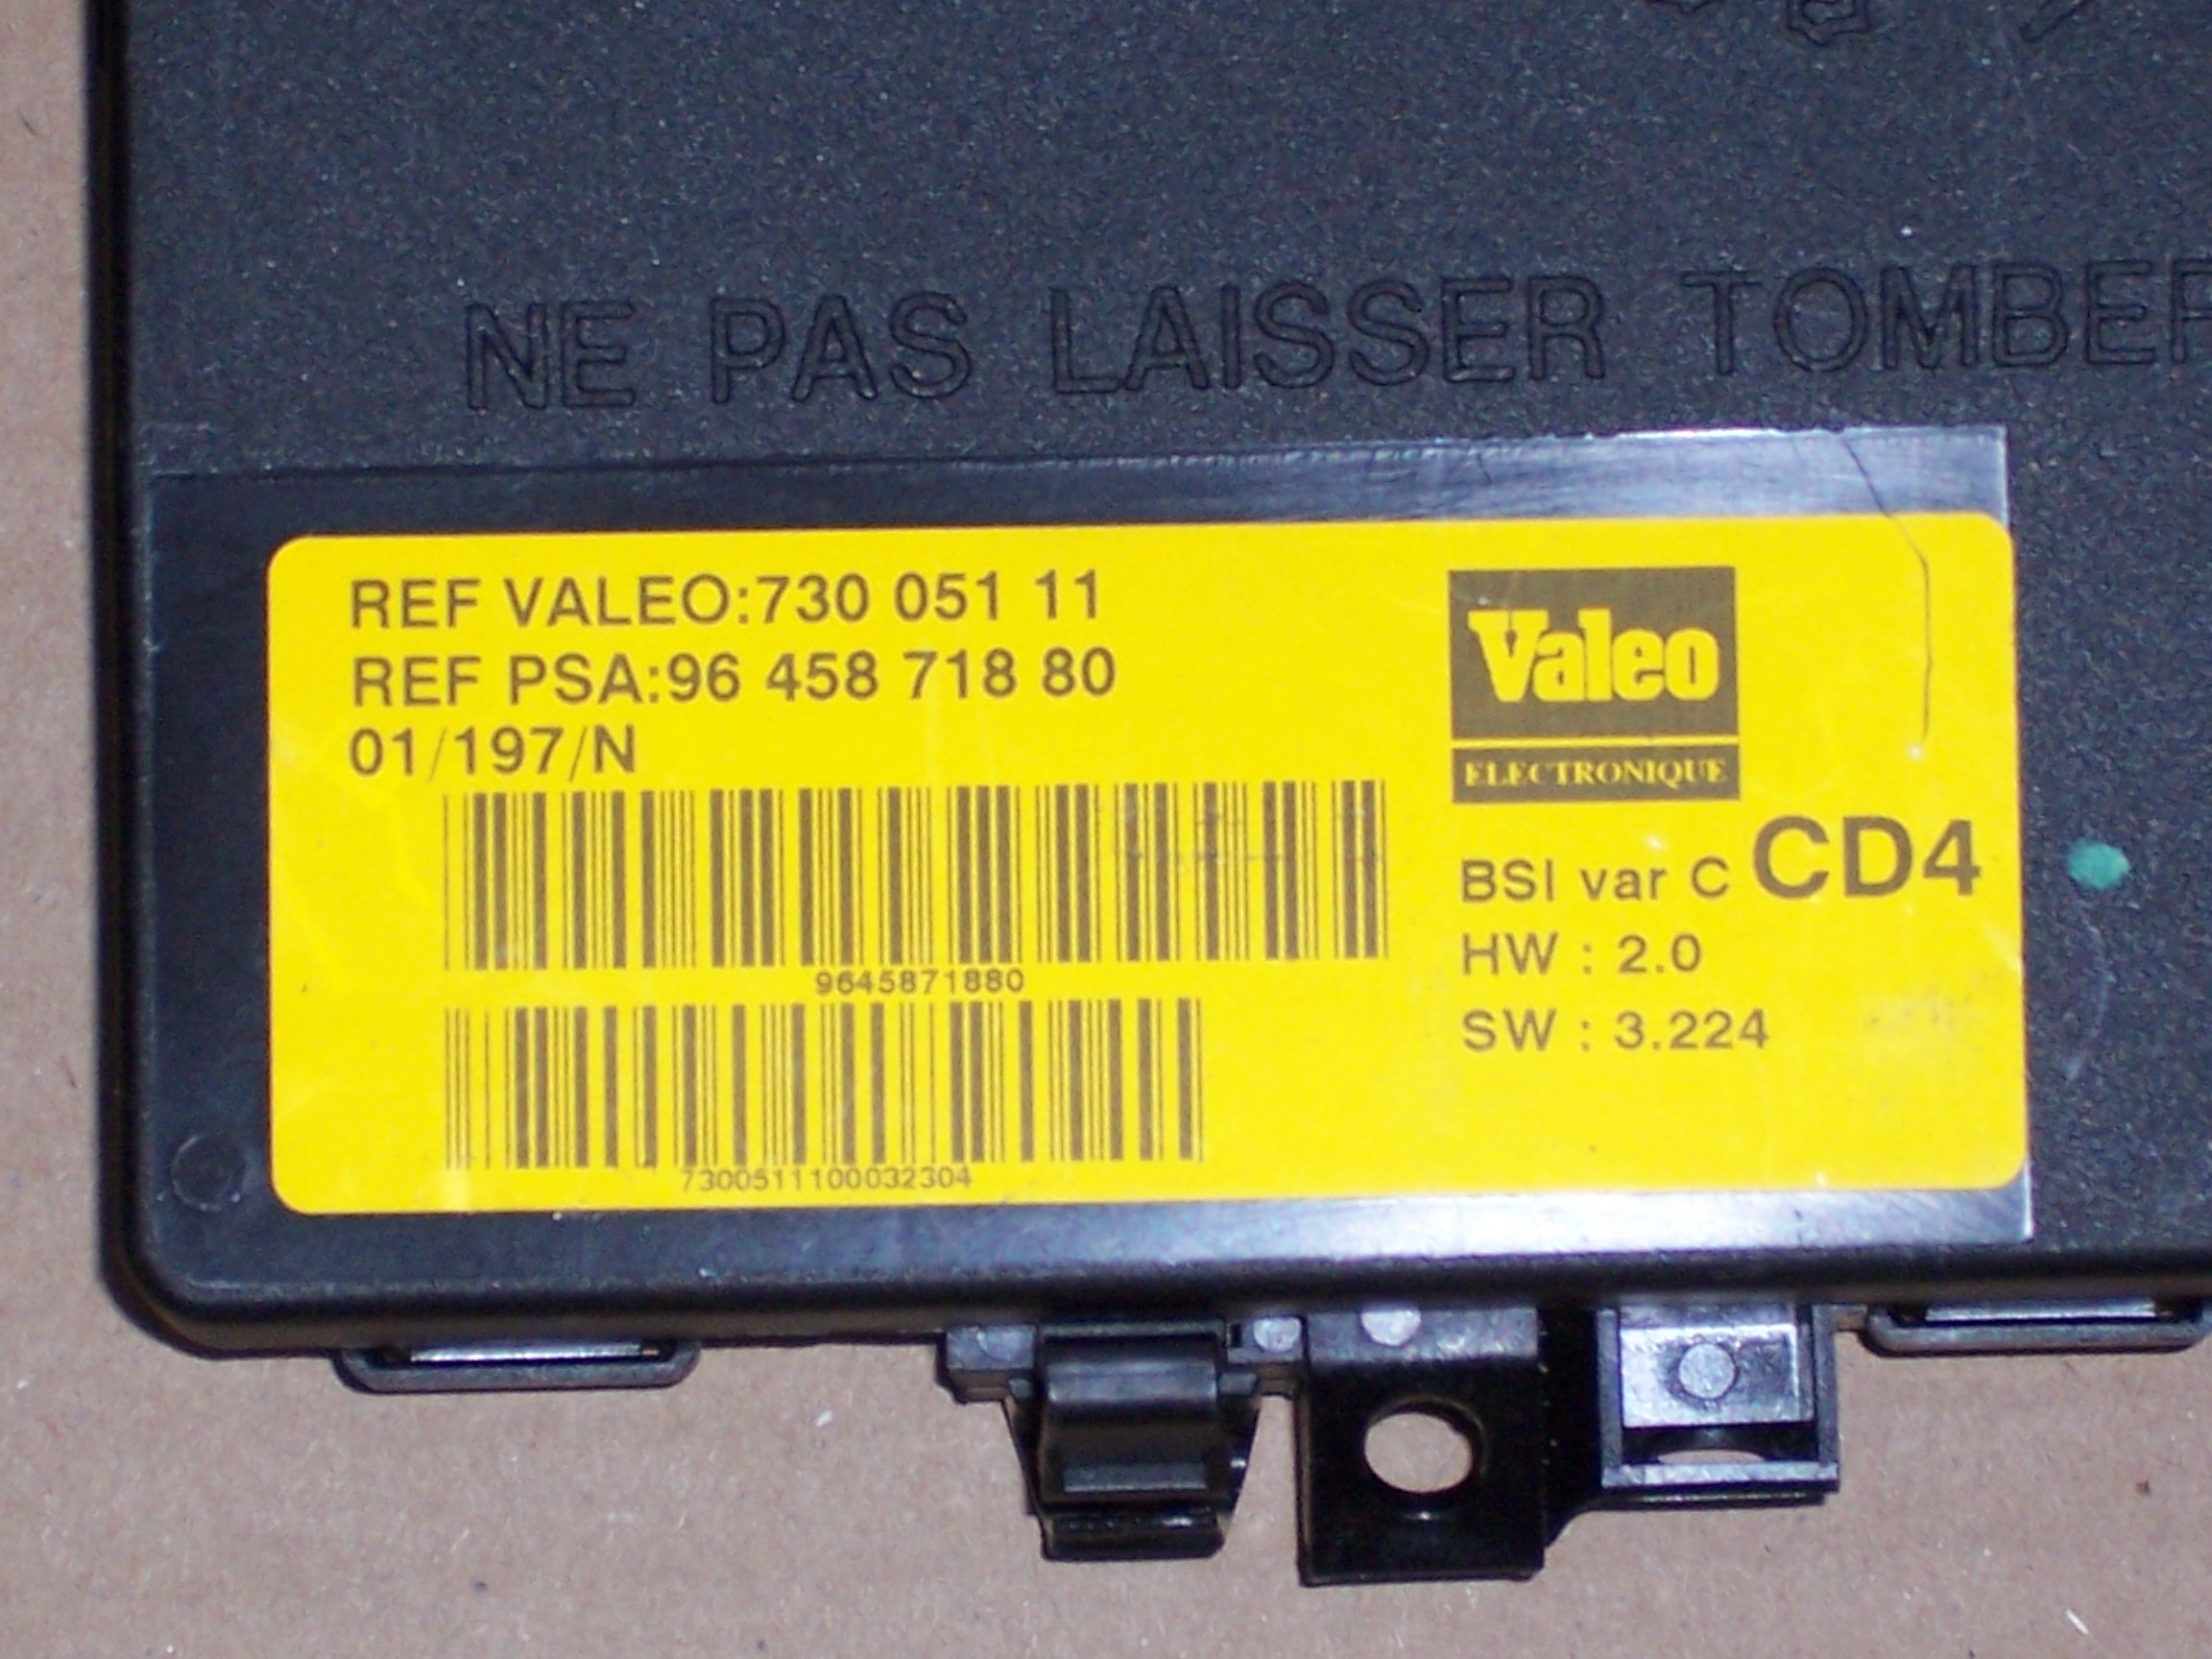 NE PAS LAISSER TOMBER
REF VALEO:730 051 11
REF PSA:96 458 718 80
01/197/N
9645871880
7300511100032304
Valeo
ELECTRONIQUE
BSI var C CD4
HW : 2.0
SW : 3.224